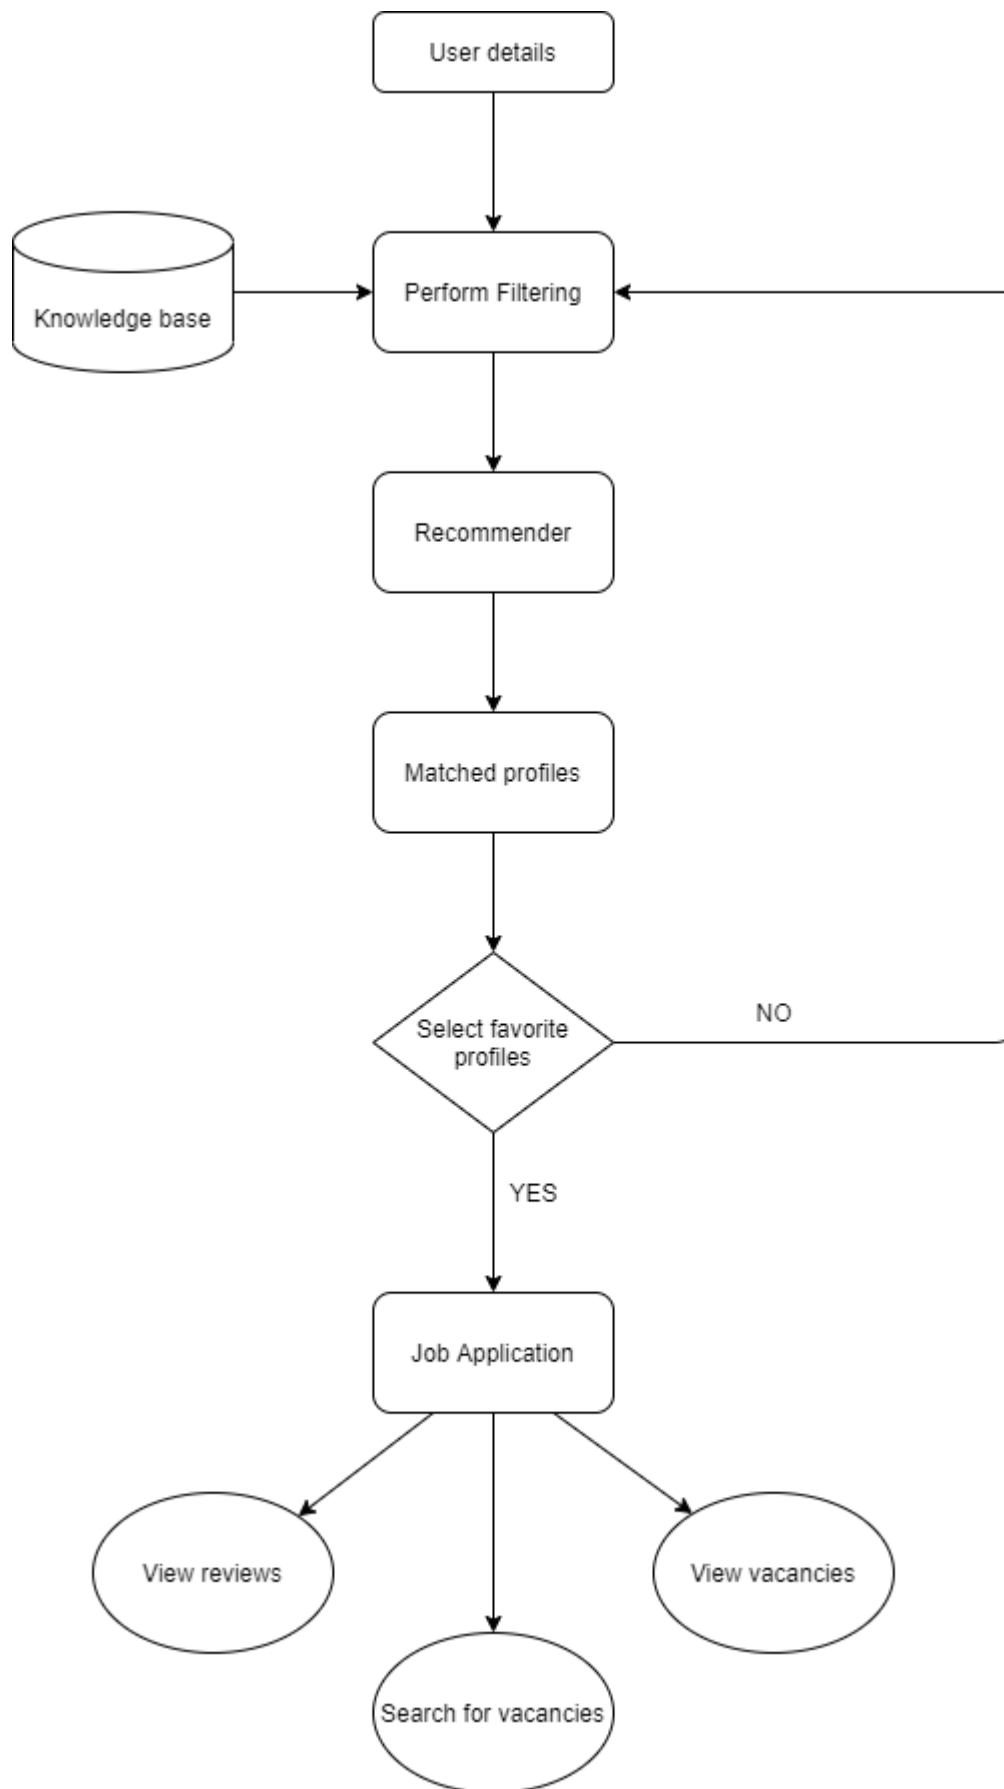 User details
Perform Filtering
Knowledge base
Recommender
Matched profiles
Select favorite
profiles
NO
YES
Job Application
View reviews
View vacancies
Search for vacancies